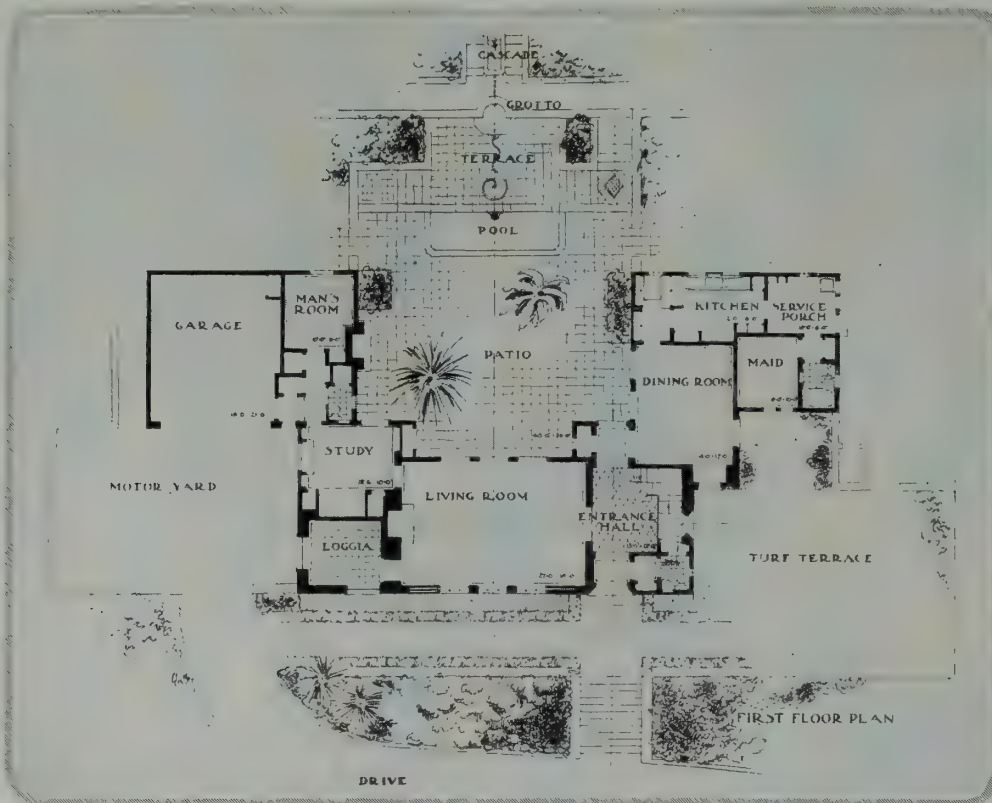 CASCADE
GROTTO
TERRACE
POOL
MAN'S
ROOM
GARAGE
KITCHEN
SERVICE
PORCH
PATIO
MAID
DINING ROOM
STUDY
MOTOR YARD
LIVING ROOM
ENTRANCE
HALL
LOGGIA
TURF TERRACE
FIRST FLOOR PLAN
DRIVE